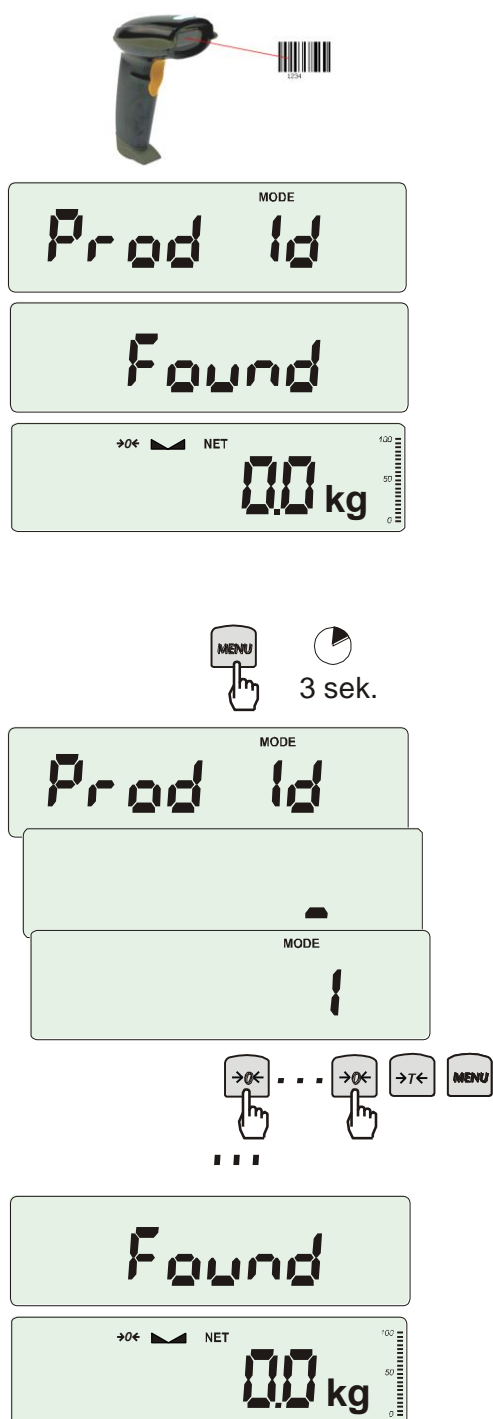 1234
MODE
Prod Id
Found
→0← NET 100
0.0 kg 50
0
MENU
3 sek.
MODE
Prod Id
-
MODE
1
→0← . . . →0← →T← MENU
. . .
Found
→0← NET 100
0.0 kg 50
0